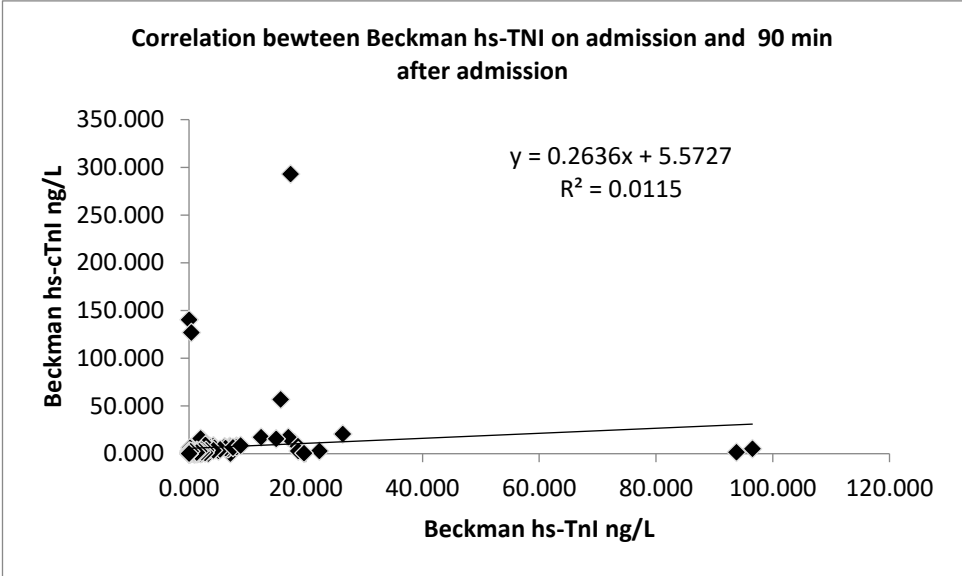 Correlation bewteen Beckman hs-TNI on admission and  90 min
after admission
350.000
300.000
250.000
200.000
150.000
100.000
50.000
0.000
Beckman hs-cTnI ng/L
y = 0.2636x + 5.5727
R² = 0.0115
0.000 20.000 40.000 60.000 80.000 100.000 120.000
Beckman hs-TnI ng/L